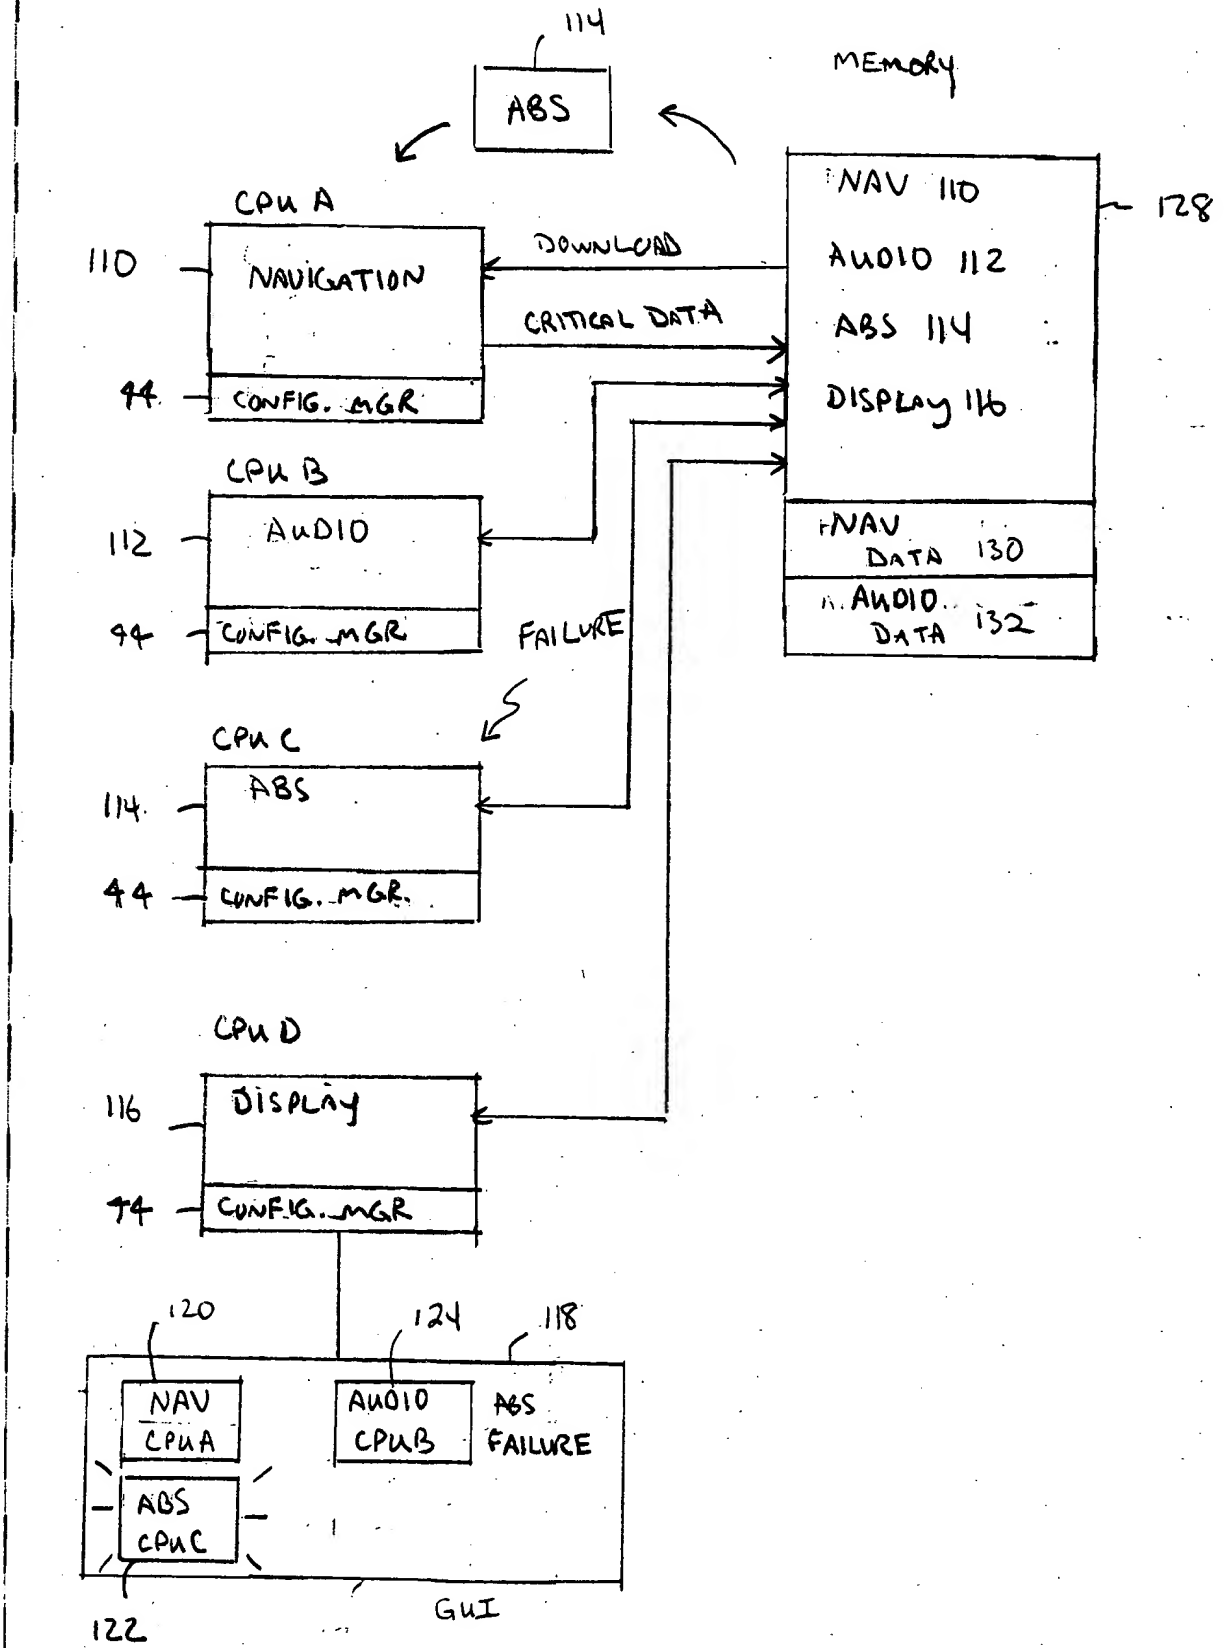 114
ABS
MEMORY
NAV 110
AUDIO 112
ABS 114
DISPLAY 116
128
NAV
DATA 130
AUDIO
DATA 132
CPU A
110
NAVIGATION
44
CONFIG. MGR
DOWNLOAD
CRITICAL DATA
CPU B
112
AUDIO
44
CONFIG. MGR
FAILURE
CPU C
114
ABS
44
CONFIG. MGR.
CPU D
116
DISPLAY
44
CONFIG. MGR
120
124
118
NAV
CPU A
AUDIO
CPU B
ABS
FAILURE
ABS
CPU C
122
GUI